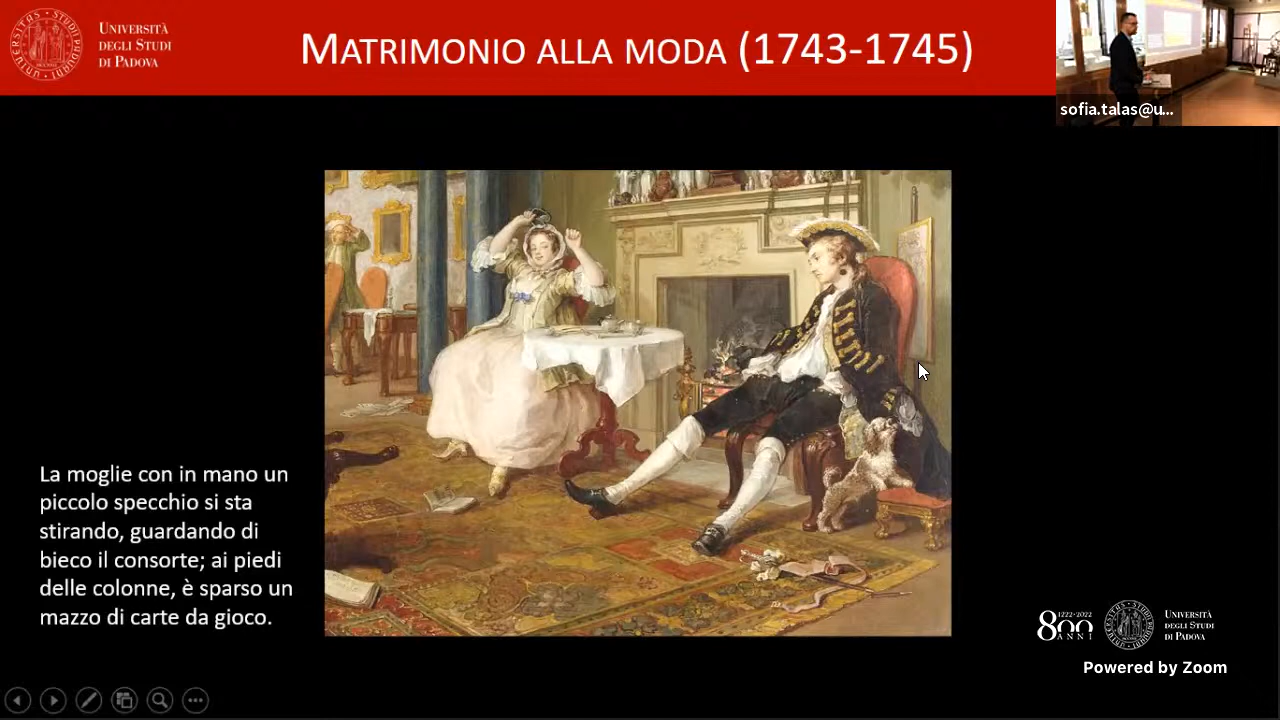 UNIVERSITÀ
DEGLI STUDI
DI PADOVA
MATRIMONIO ALLA MODA (1743-1745)
sofia.talas@u...
La moglie con in mano un
piccolo specchio si sta
stirando, guardando di
bieco il consorte; ai piedi
delle colonne, è sparso un
mazzo di carte da gioco.
1222·2022
800
ANNI
UNIVERSITÀ
DEGLI STUDI
DI PADOVA
Powered by Zoom